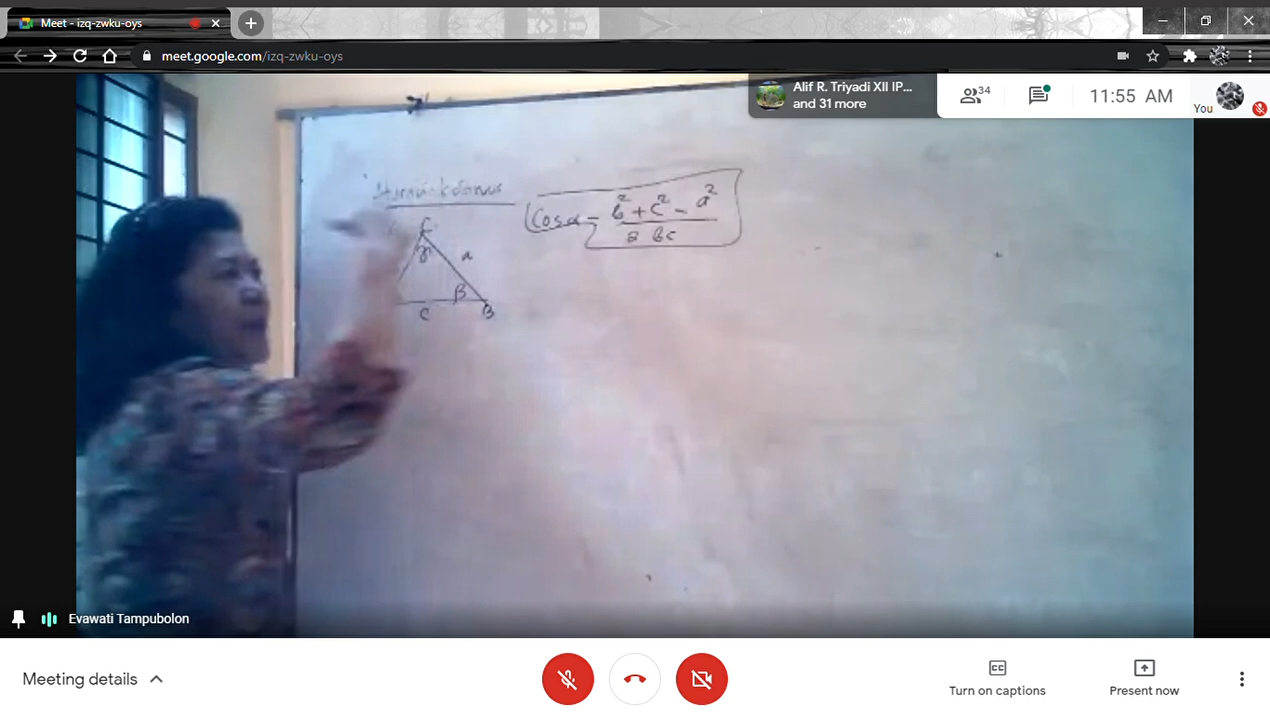 Meet - izq-zwku-oys
meet.google.com/izq-zwku-oys
Alif R. Triyadi XII IP...
and 31 more
34
11:55 AM
You
Cos α = b² + c² - a²
2 bc
C
γ
a
β
c
B
Evawati Tampubolon
Meeting details
Turn on captions
Present now